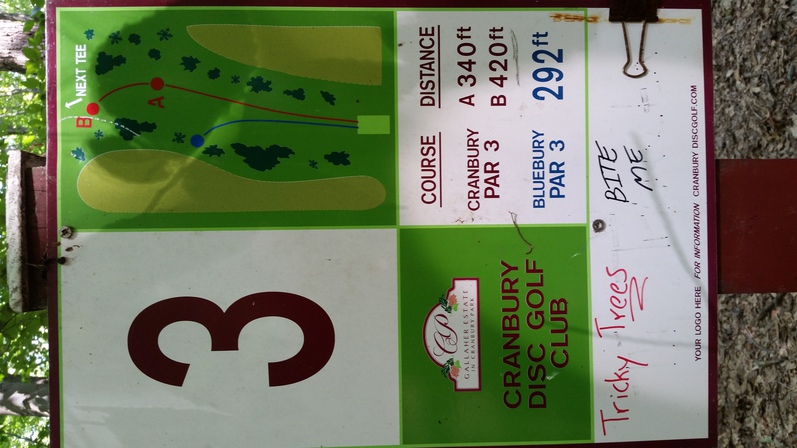 3
B
NEXT TEE
A
CP
GALLAHER ESTATE
IN CRANBURY PARK
CRANBURY
DISC GOLF
CLUB
COURSE DISTANCE
CRANBURY
PAR 3
A 340ft
B 420ft
BLUEBURY
PAR 3
292ft
Tricky Trees
BITE
ME
YOUR LOGO HERE FOR INFORMATION CRANBURY DISCGOLF.COM